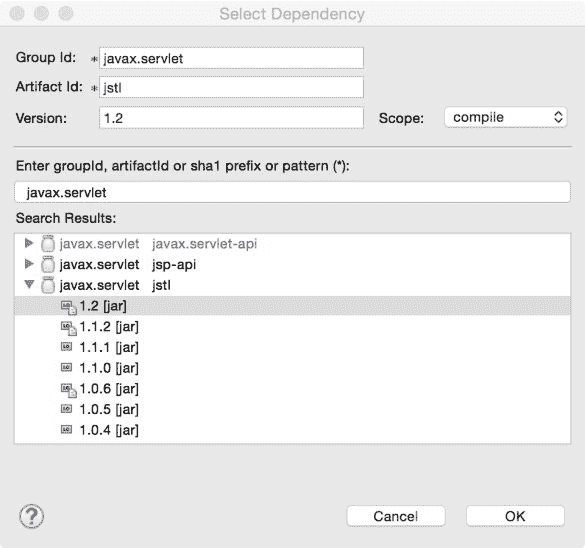 Select Dependency
Group Id: * javax.servlet
Artifact Id: * jstl
Version: 1.2 Scope: compile
Enter groupId, artifactId or sha1 prefix or pattern (*):
javax.servlet
Search Results:
javax.servlet javax.servlet-api
javax.servlet jsp-api
javax.servlet jstl
1.2 [jar]
1.1.2 [jar]
1.1.1 [jar]
1.1.0 [jar]
1.0.6 [jar]
1.0.5 [jar]
1.0.4 [jar]
? Cancel OK